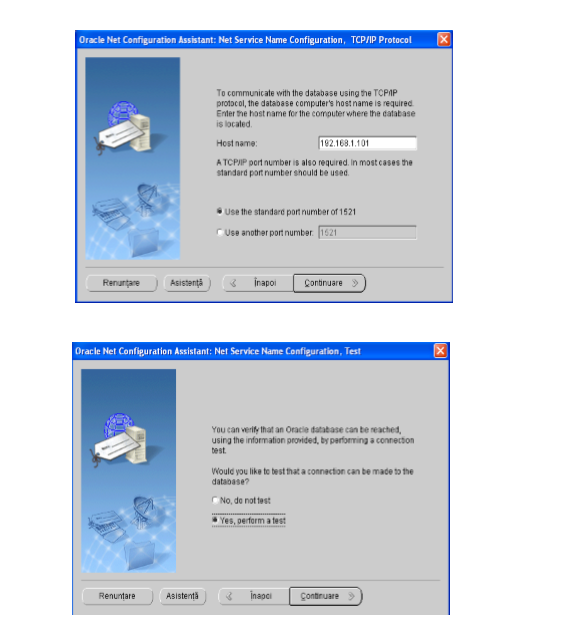 Oracle Net Configuration Assistant: Net Service Name Configuration, TCP/IP Protocol
To communicate with the database using the TCP/IP
protocol, the database computer's host name is required.
Enter the host name for the computer where the database
is located.
Host name: 192.168.1.101
A TCP/IP port number is also required. In most cases the
standard port number should be used.
Use the standard port number of 1521
Use another port number: 1521
Renunţare Asistenţă Înapoi Continuare
Oracle Net Configuration Assistant: Net Service Name Configuration, Test
You can verify that an Oracle database can be reached,
using the information provided, by performing a connection
test.
Would you like to test that a connection can be made to the
database?
No, do not test
Yes, perform a test
Renunţare Asistenţă Înapoi Continuare